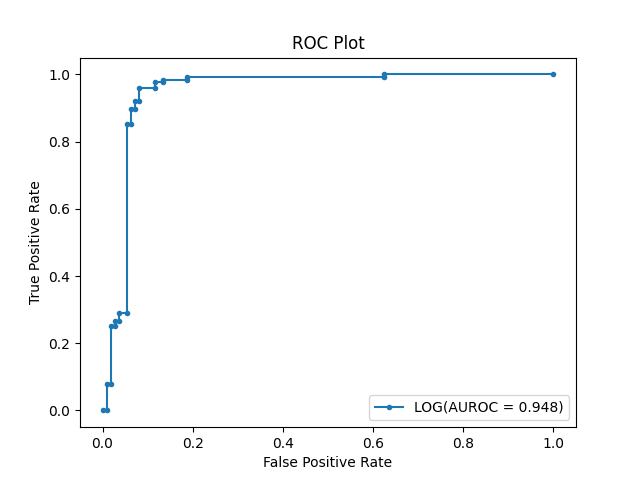 ROC Plot
1.0
0.8
0.6
0.4
0.2
0.0
True Positive Rate
LOG(AUROC = 0.948)
0.0 0.2 0.4 0.6 0.8 1.0
False Positive Rate